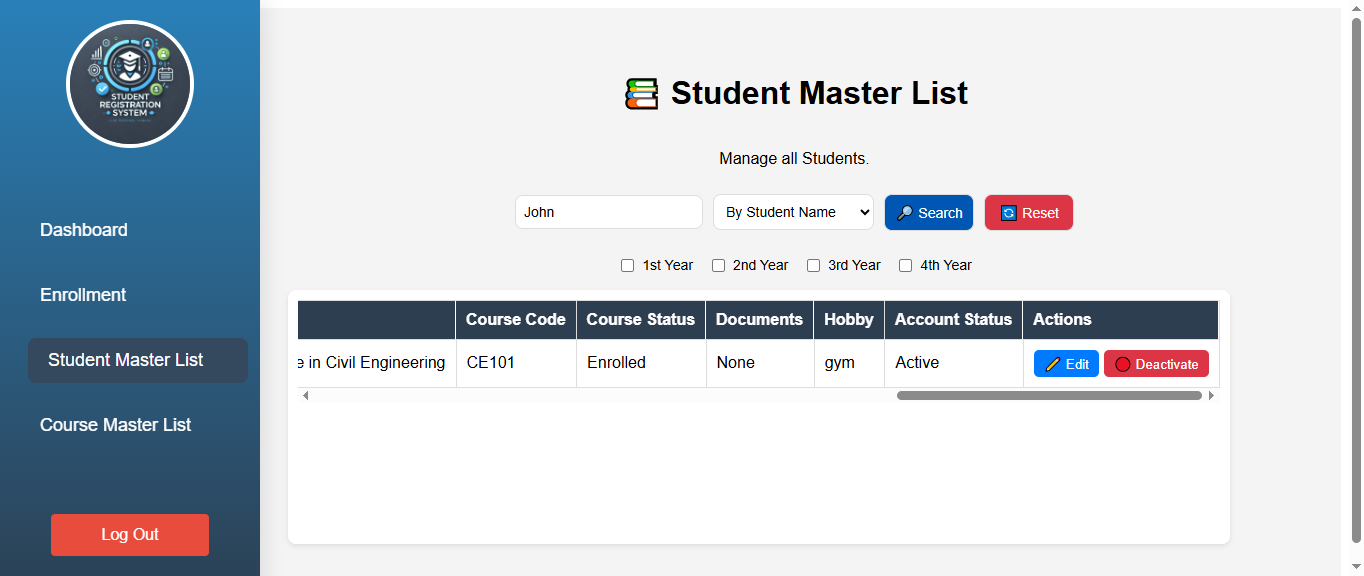 STUDENT
REGISTRATION
SYSTEM
Dashboard
Enrollment
Student Master List
Course Master List
Log Out
Student Master List
Manage all Students.
John By Student Name Search Reset
1st Year 2nd Year 3rd Year 4th Year
Course Code Course Status Documents Hobby Account Status Actions
e in Civil Engineering CE101 Enrolled None gym Active Edit Deactivate